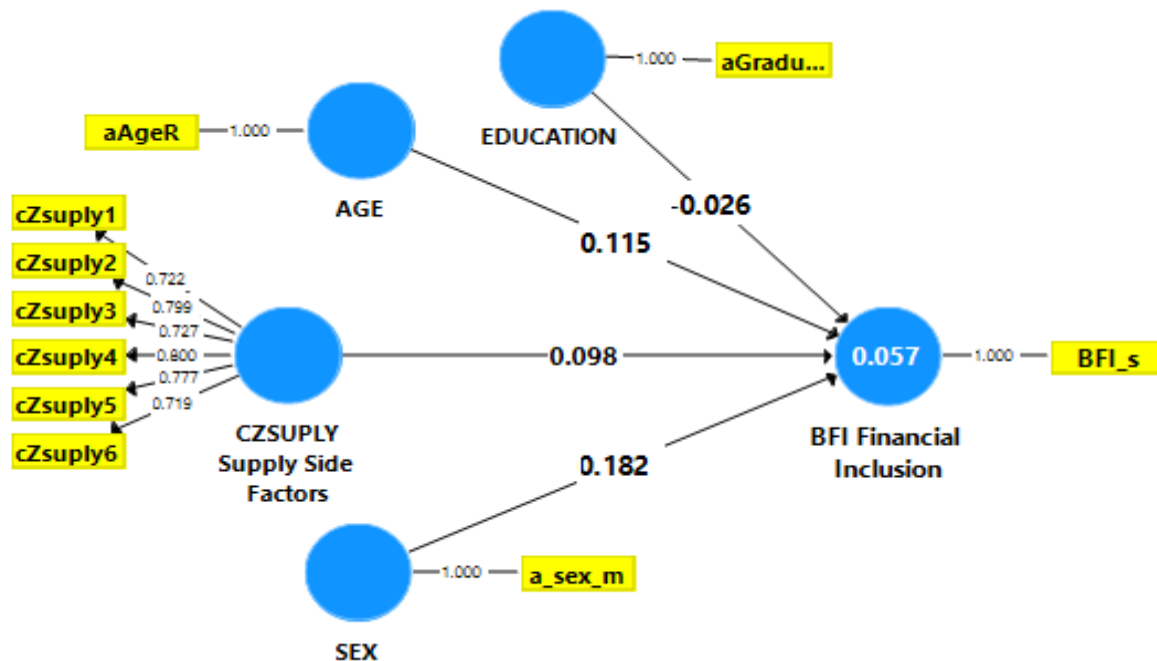 1.000
aGradu...
EDUCATION
aAgeR
1.000
AGE
-0.026
0.115
cZsuply1
cZsuply2
cZsuply3
cZsuply4
cZsuply5
cZsuply6
0.722
0.799
0.727
0.800
0.777
0.719
CZSUPLY
Supply Side
Factors
0.098
0.057
1.000
BFI_s
BFI Financial
Inclusion
0.182
1.000
a_sex_m
SEX